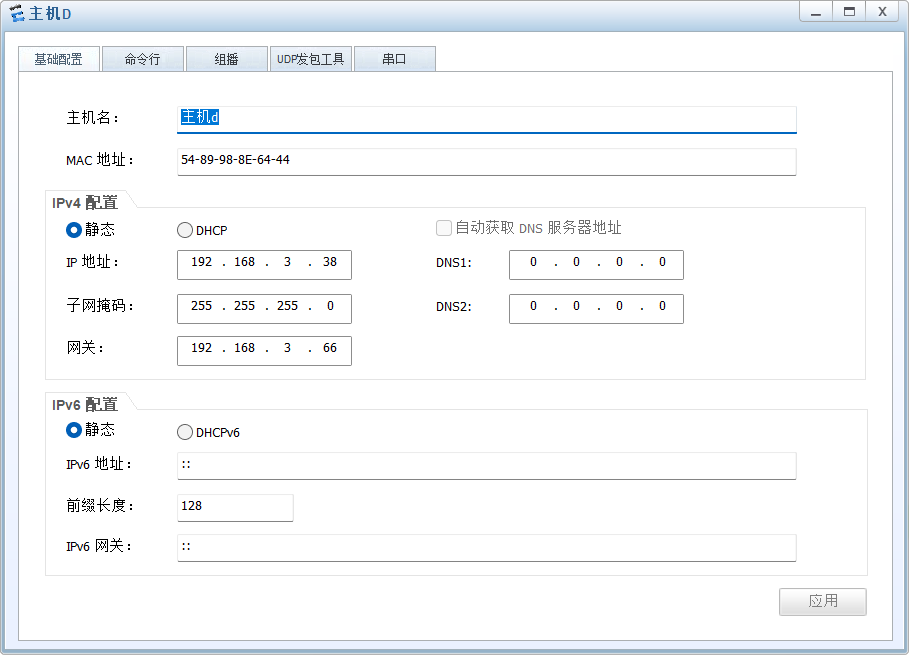 主机D
基础配置 命令行 组播 UDP发包工具 串口
主机名： 主机d
MAC 地址： 54-89-98-8E-64-44
IPv4 配置
静态 DHCP 自动获取 DNS 服务器地址
IP 地址： 192 . 168 . 3 . 38 DNS1: 0 . 0 . 0 . 0
子网掩码： 255 . 255 . 255 . 0 DNS2: 0 . 0 . 0 . 0
网关： 192 . 168 . 3 . 66
IPv6 配置
静态 DHCPv6
IPv6 地址： ::
前缀长度： 128
IPv6 网关： ::
应用